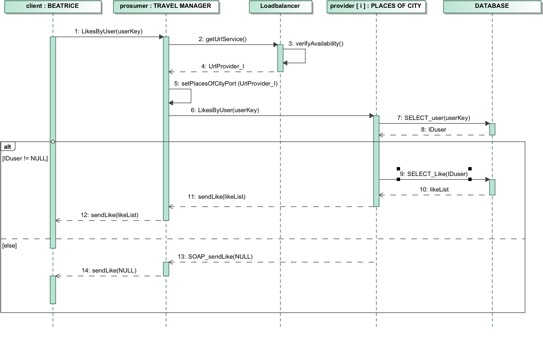 client : BEATRICE
prosumer : TRAVEL MANAGER
Loadbalancer
provider [ i ] : PLACES OF CITY
DATABASE
1: LikesByUser(userKey)
2: getUrlService()
3: verifyAvailability()
4: UrlProvider_I
5: setPlacesOfCityPort (UrlProvider_I)
6: LikesByUser(userKey)
7: SELECT_user(userKey)
8: IDuser
alt
[IDuser != NULL]
9: SELECT_Like(IDuser)
10: likeList
11: sendLike(likeList)
12: sendLike(likeList)
[else]
13: SOAP_sendLike(NULL)
14: sendLike(NULL)